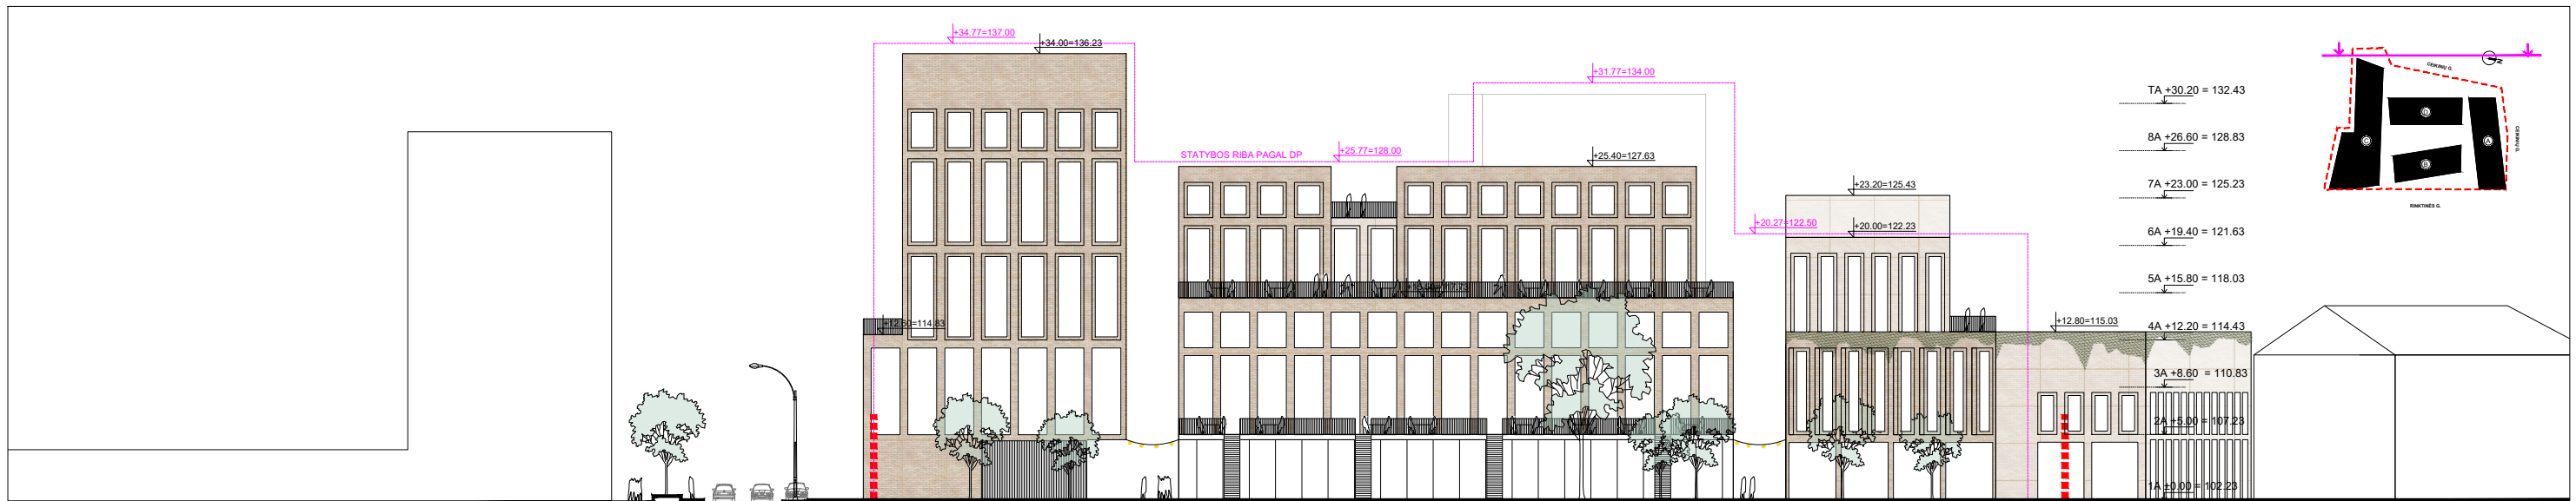 +34.77=137.00
+34.00=136.23
+31.77=134.00
STATYBOS RIBA PAGAL DP
+25.77=128.00
+25.40=127.63
+23.20=125.43
+20.27=122.50
+20.00=122.23
+12.80=115.03
TA +30.20 = 132.43
8A +26.60 = 128.83
7A +23.00 = 125.23
6A +19.40 = 121.63
5A +15.80 = 118.03
4A +12.20 = 114.43
3A +8.60 = 110.83
2A +5.00 = 107.23
1A ±0.00 = 102.23
CEIKINIŲ G.
N
C
D
B
A
CEIKINIŲ G.
RINKTINĖS G.